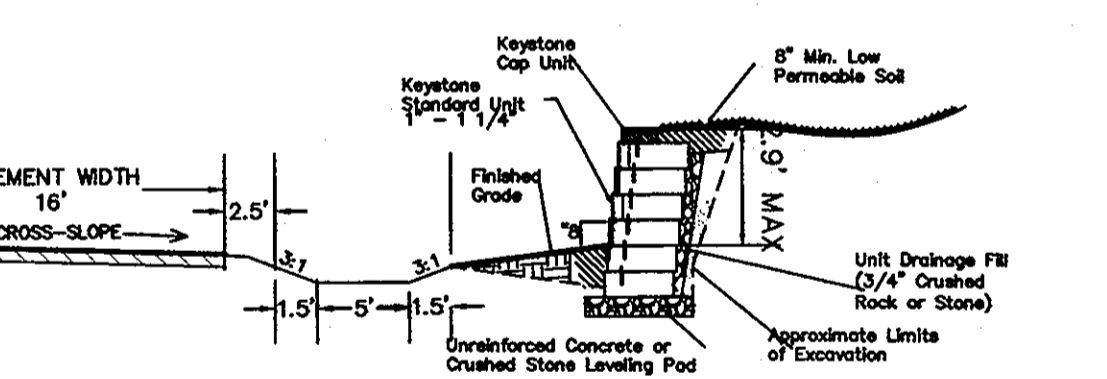 Keystone
Cap Unit
8" Min. Low
Permeable Soil
Keystone
Standard Unit
1" - 1 1/4"
EMENT WIDTH
16'
2.5'
CROSS-SLOPE
Finished
Grade
8"
2.9' MAX
3:1
3:1
1.5'
5'
1.5'
Unit Drainage Fill
(3/4" Crushed
Rock or Stone)
Unreinforced Concrete or
Crushed Stone Leveling Pad
Approximate Limits
of Excavation